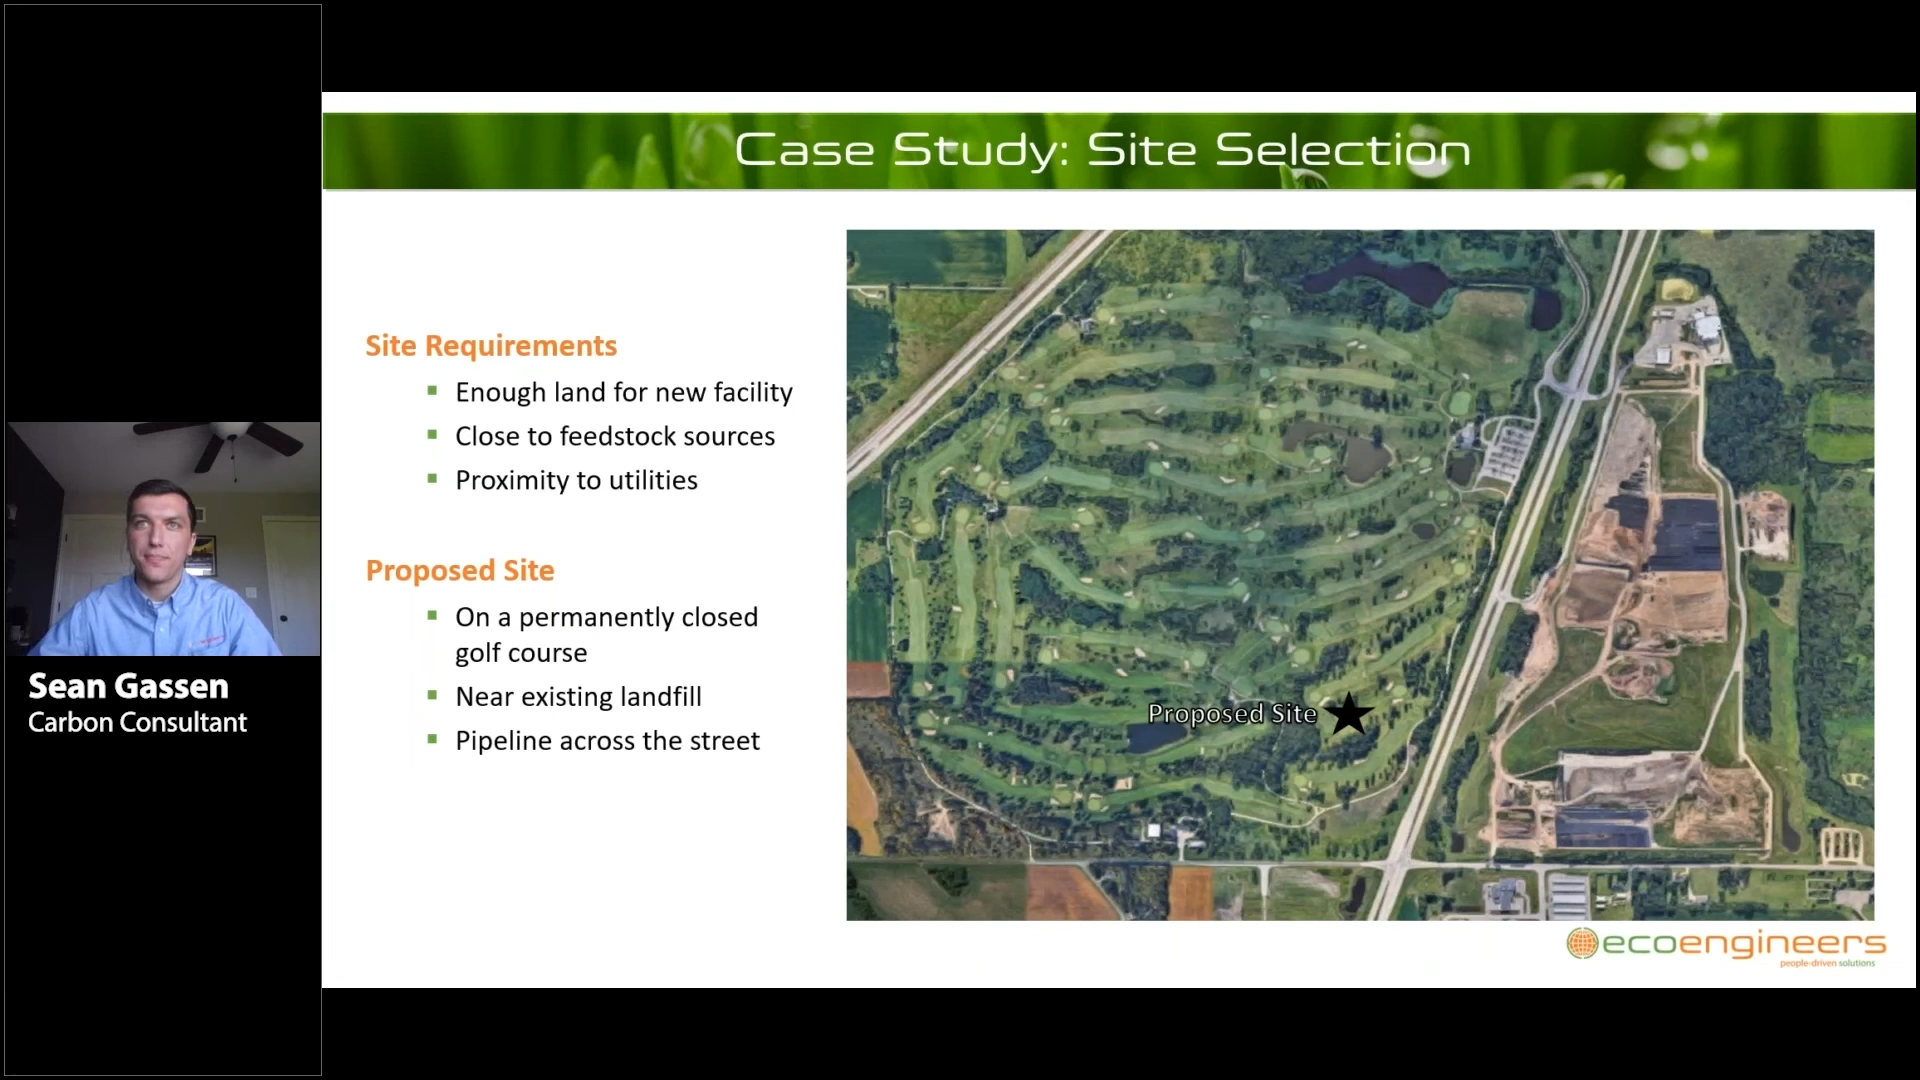 Case Study: Site Selection
Site Requirements
Enough land for new facility
Close to feedstock sources
Proximity to utilities
Proposed Site
On a permanently closed
golf course
Near existing landfill
Pipeline across the street
Proposed Site
Sean Gassen
Carbon Consultant
ecoengineers
people-driven solutions